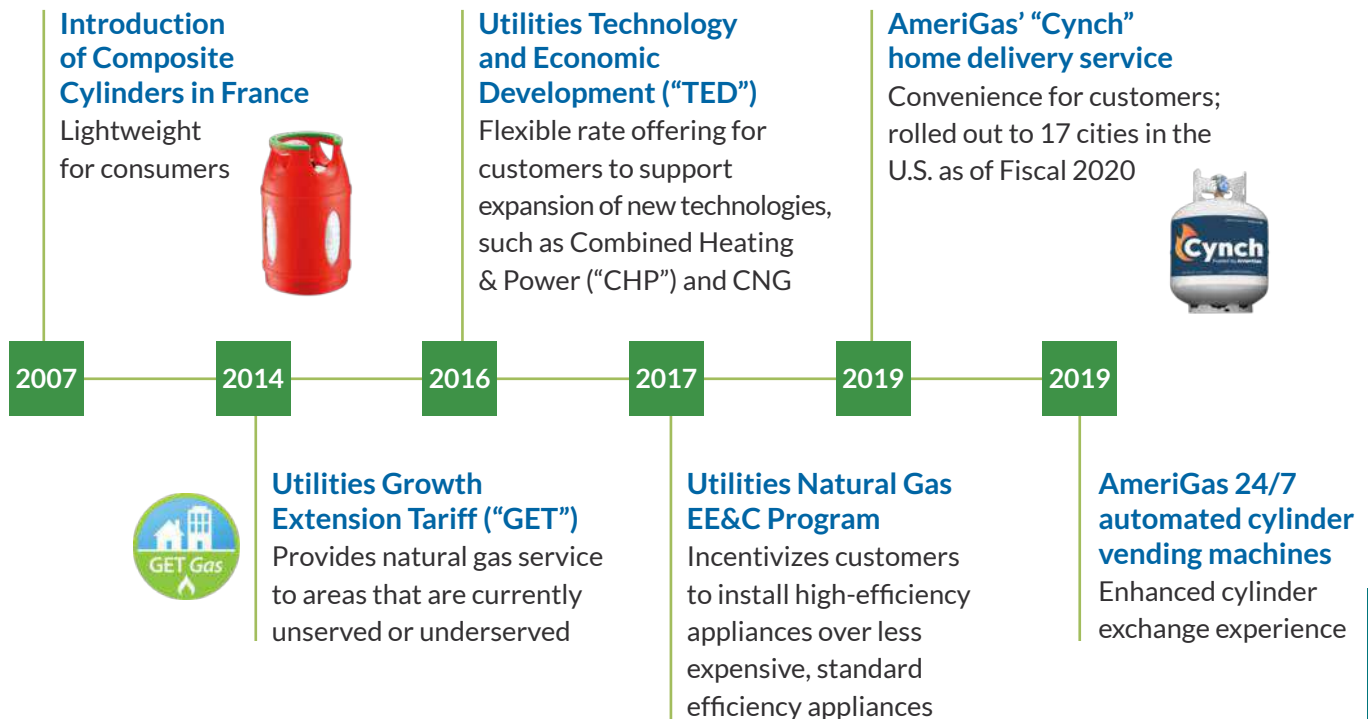 Introduction
of Composite
Cylinders in France
Lightweight
for consumers
Utilities Technology
and Economic
Development (“TED”)
Flexible rate offering for
customers to support
expansion of new technologies,
such as Combined Heating
& Power (“CHP”) and CNG
AmeriGas’ “Cynch”
home delivery service
Convenience for customers;
rolled out to 17 cities in the
U.S. as of Fiscal 2020
Cynch
2007
2014
2016
2017
2019
2019
GET Gas
Utilities Growth
Extension Tariff (“GET”)
Provides natural gas service
to areas that are currently
unserved or underserved
Utilities Natural Gas
EE&C Program
Incentivizes customers
to install high-efficiency
appliances over less
expensive, standard
efficiency appliances
AmeriGas 24/7
automated cylinder
vending machines
Enhanced cylinder
exchange experience